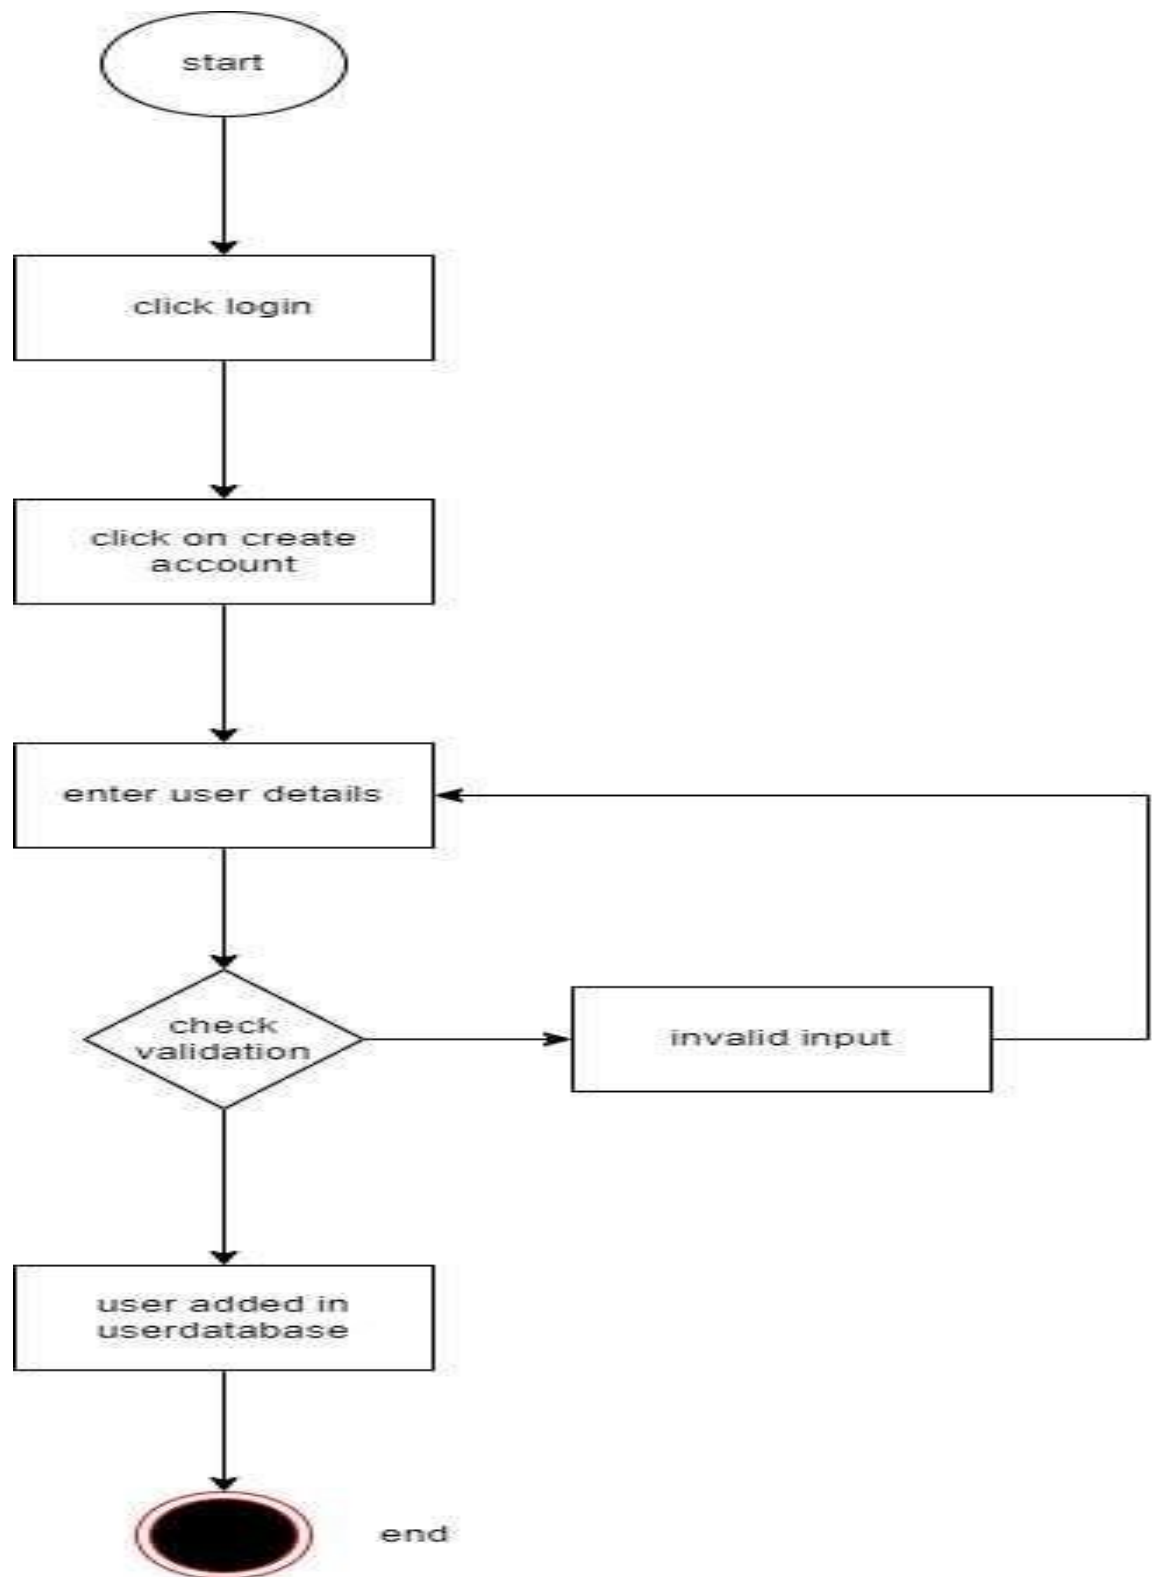 start
click login
click on create
account
enter user details
check
validation
invalid input
user added in
userdatabase
end